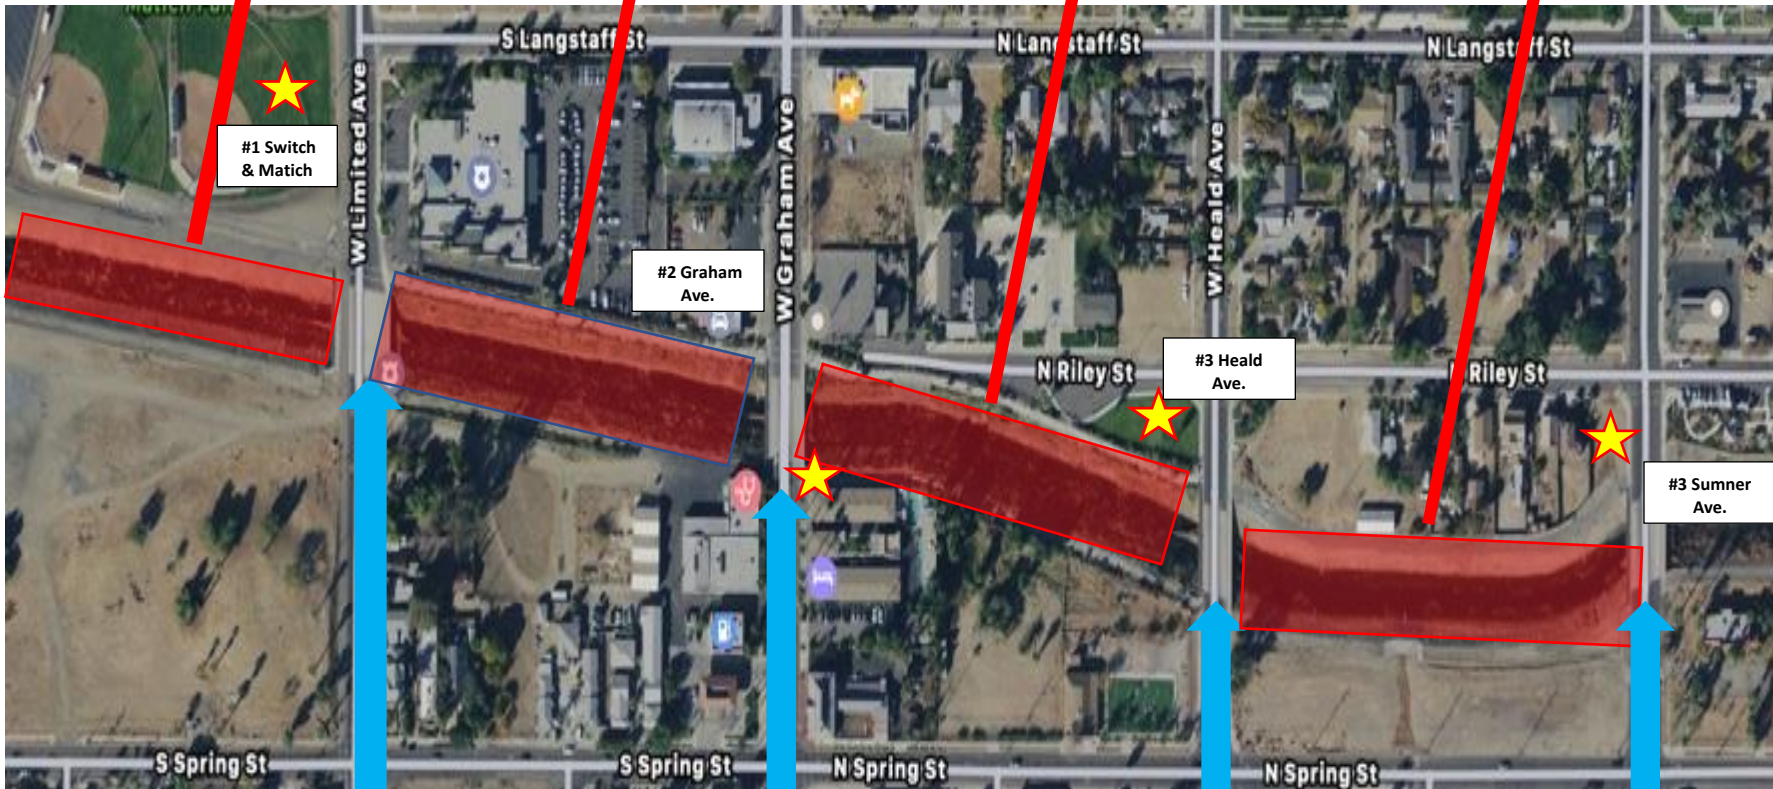 S Langstaff St
N Langstaff St
N Langstaff St
W Limited Ave
W Graham Ave
W Heald Ave
#1 Switch
& Matich
#2 Graham
Ave.
#3 Heald
Ave.
N Riley St
Riley St
#3 Sumner
Ave.
S Spring St
S Spring St
N Spring St
N Spring St